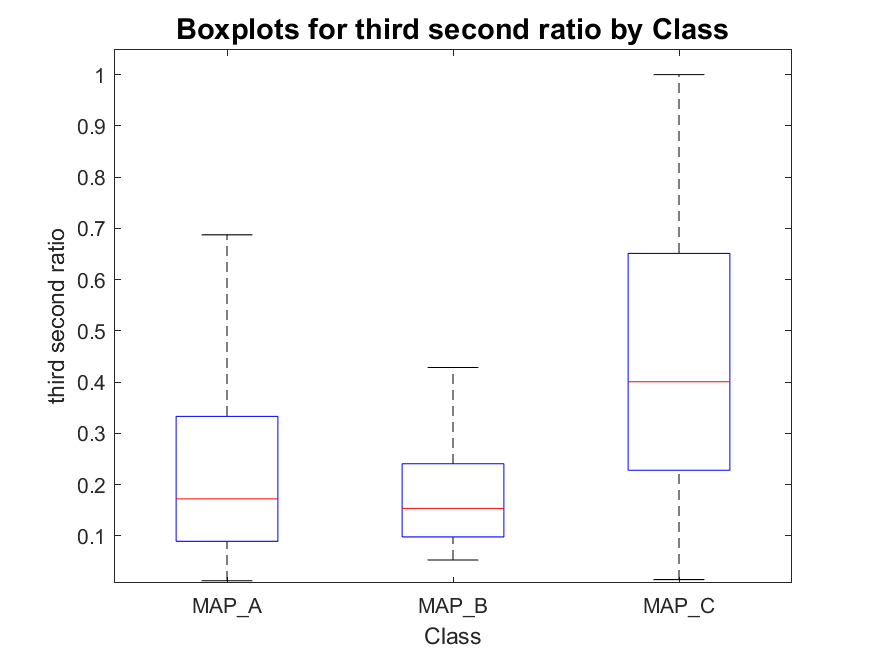 Boxplots for third second ratio by Class
third second ratio
1
0.9
0.8
0.7
0.6
0.5
0.4
0.3
0.2
0.1
MAP_A MAP_B MAP_C
Class